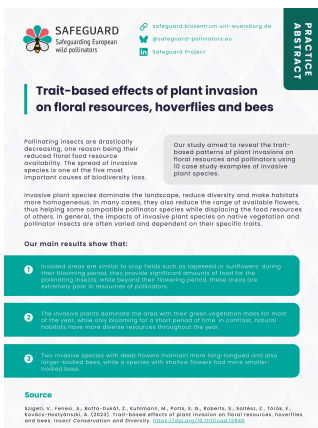 SAFEGUARD
Safeguarding European
wild pollinators
safeguard.biozentrum.uni-wuerzburg.de
@safeguard-pollinators.eu
Safeguard Project
PRACTICE
ABSTRACT
Trait-based effects of plant invasion
on floral resources, hoverflies and bees
Pollinating insects are drastically
decreasing, one reason being their
reduced floral food resource
availability. The spread of invasive
species is one of the five most
important causes of biodiversity loss.
Our study aimed to reveal the trait-
based patterns of plant invasions on
floral resources and pollinators using
10 case study examples of invasive
plant species.
Invasive plant species dominate the landscape, reduce diversity and make habitats
more homogeneous. In many cases, they also reduce the range of available flowers,
thus helping some compatible pollinator species while displacing the food resources
of others. In general, the impacts of invasive plant species on native vegetation and
pollinator insects are often varied and dependent on their specific traits.
Our main results show that:
1
Invaded areas are similar to crop fields such as rapeseed or sunflowers: during
their blooming period, they provide significant amounts of food for the
pollinating insects, while beyond their flowering period, these areas are
extremely poor in resources of pollinators.
2
The invasive plants dominate the area with their green vegetation mass for most
of the year, while only blooming for a short period of time. In contrast, natural
habitats have more diverse resources throughout the year.
3
Two invasive species with deep flowers maintain more long-tongued and also
larger-bodied bees, while a species with shallow flowers had more smaller-
bodied bees.
Source
Szigeti, V., Fenesi, A., Botta-Dukát, Z., Kuhlmann, M., Potts, S. G., Roberts, S., Soltész, Z., Török, E.,
Kovács-Hostyánszki, A. (2023). Trait-based effects of plant invasion on floral resources, hoverflies
and bees. Insect Conservation and Diversity. https://doi.org/10.1111/icad.12640